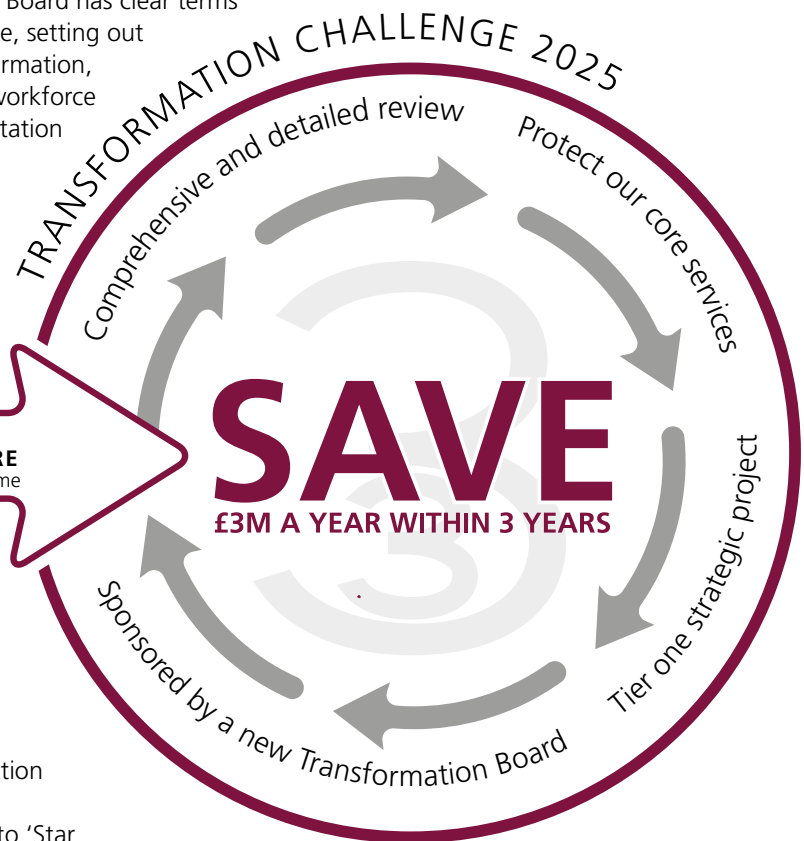 Board has clear terms
e, setting out
rmation,
workforce
tation
TRANSFORMATION CHALLENGE 2025
Comprehensive and detailed review
Protect our core services
Tier one strategic project
Sponsored by a new Transformation Board
RE
me
3
3
SAVE
£3M A YEAR WITHIN 3 YEARS
tion
to ‘Star